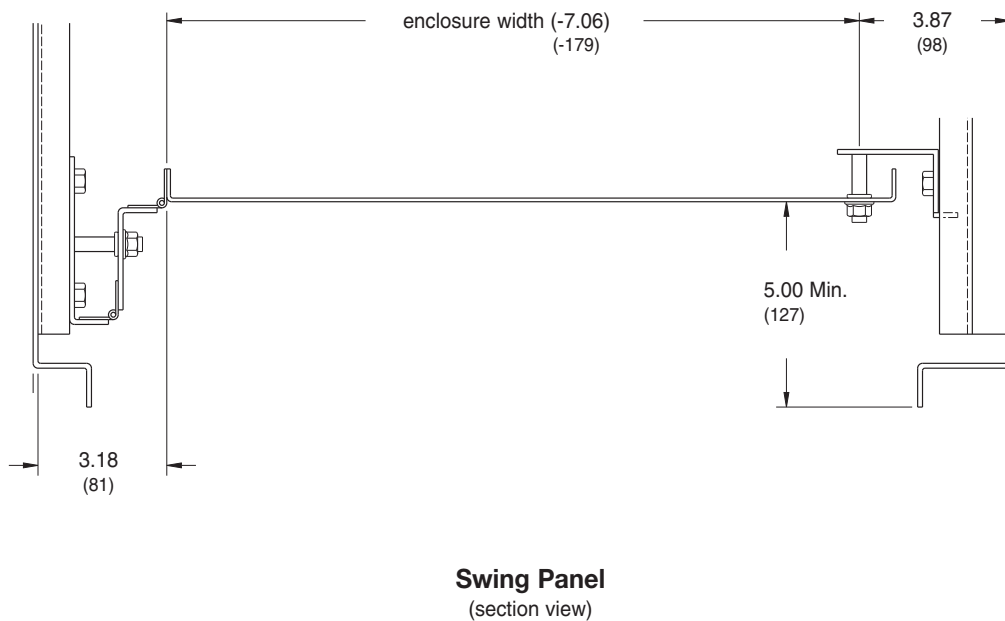 enclosure width (-7.06)
(-179)
3.87
(98)
5.00 Min.
(127)
3.18
(81)
Swing Panel
(section view)